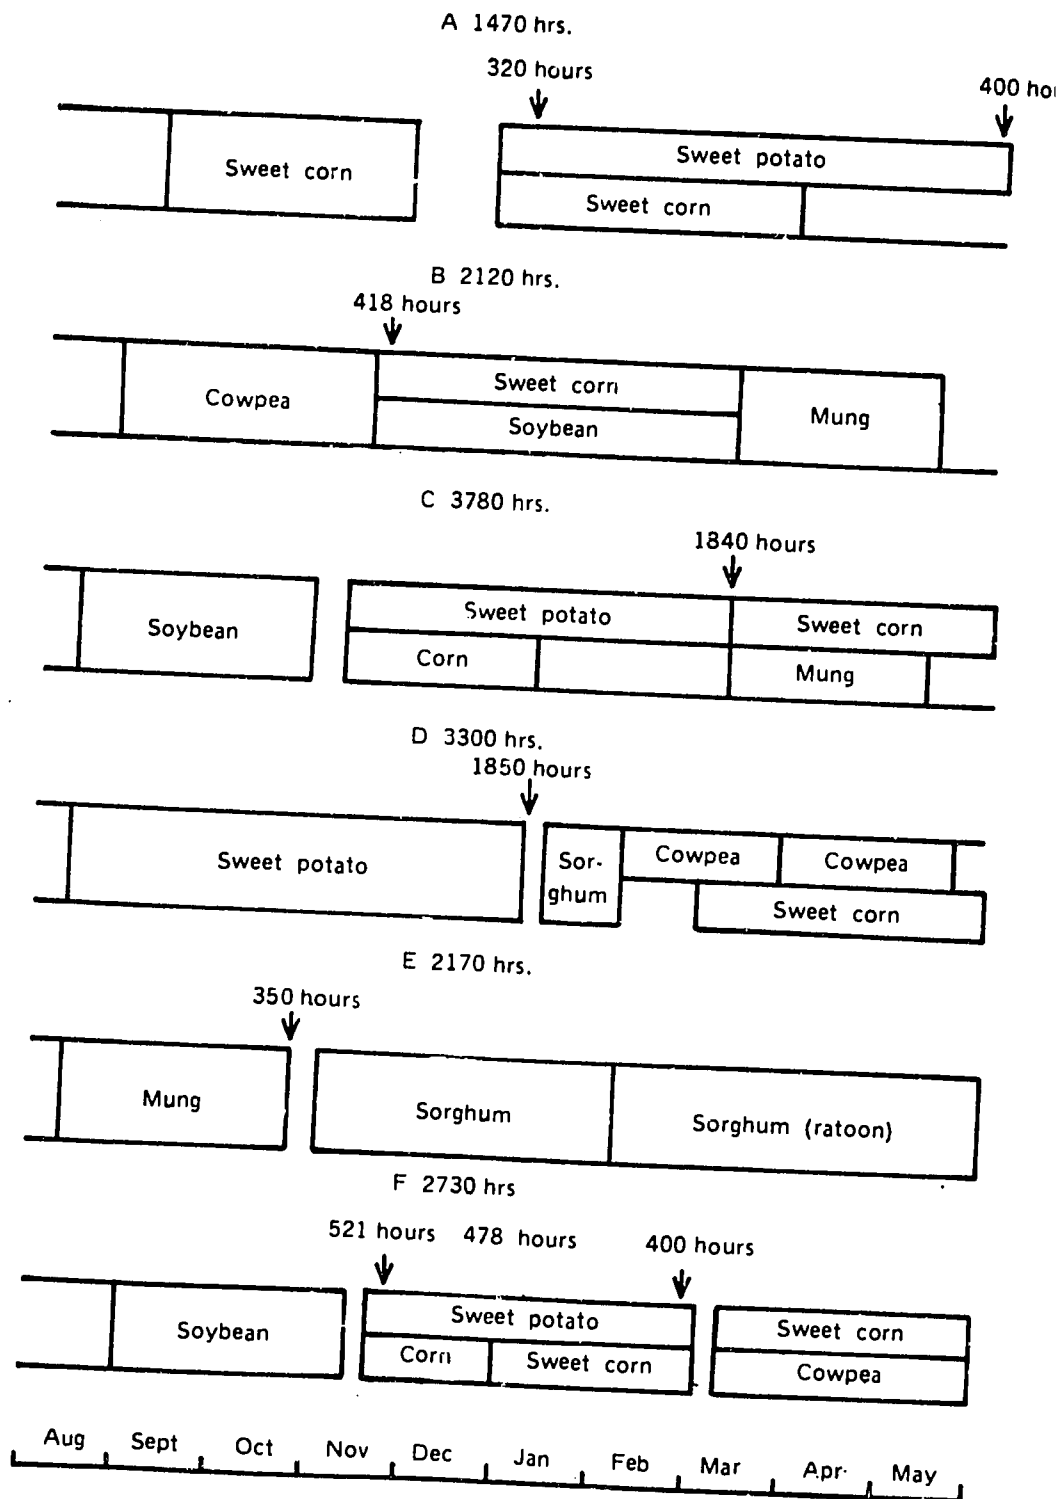 A 1470 hrs.
320 hours
400
Sweet potato
Sweet corn
Sweet corn
B 2120 hrs.
418 hours
Sweet corn
Cowpea
Soybean
Mung
C 3780 hrs.
1840 hours
Sweet potato
Sweet corn
Soybean
Corn
Mung
D 3300 hrs.
1850 hours
Sweet potato
Sor-
ghum
Cowpea
Cowpea
Sweet corn
E 2170 hrs.
350 hours
Mung
Sorghum
Sorghum (ratoon)
F 2730 hrs
521 hours 478 hours 400 hours
Soybean
Sweet potato
Corn
Sweet corn
Sweet corn
Cowpea
Aug Sept Oct Nov Dec Jan Feb Mar Apr. May